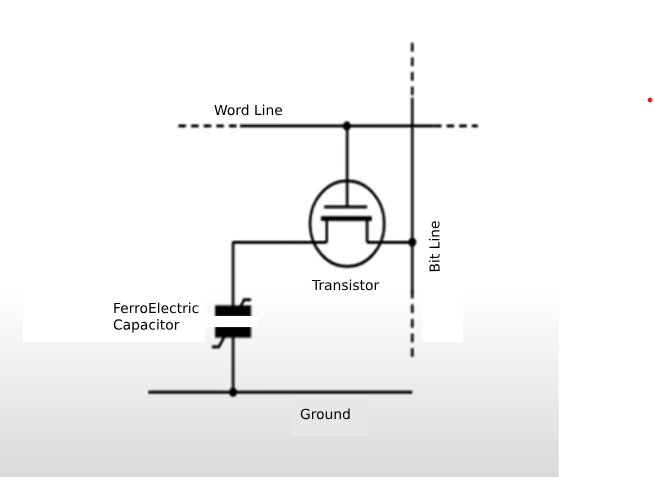 Word Line
Bit Line
Transistor
FerroElectric
Capacitor
Ground